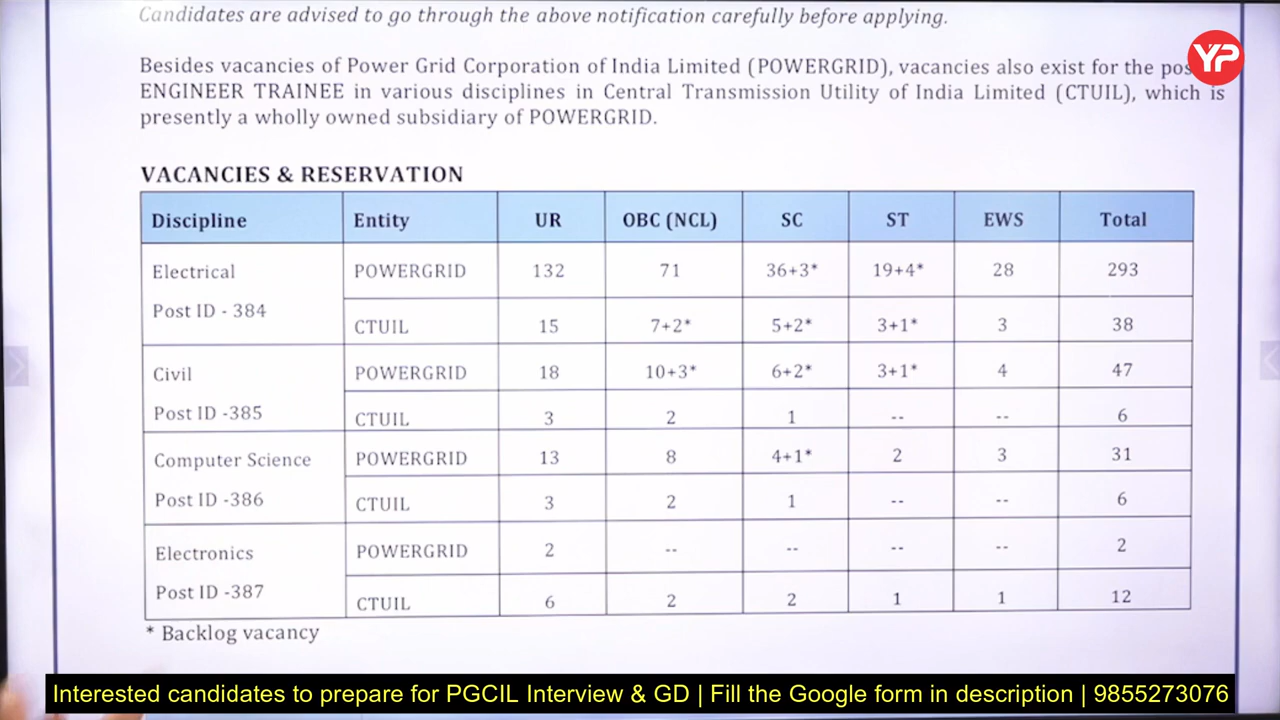 Candidates are advised to go through the above notification carefully before applying.
YP
Besides vacancies of Power Grid Corporation of India Limited (POWERGRID), vacancies also exist for the pos
ENGINEER TRAINEE in various disciplines in Central Transmission Utility of India Limited (CTUIL), which is
presently a wholly owned subsidiary of POWERGRID.
VACANCIES & RESERVATION
Discipline Entity UR OBC (NCL) SC ST EWS Total
Electrical POWERGRID 132 71 36+3* 19+4* 28 293
Post ID - 384
CTUIL 15 7+2* 5+2* 3+1* 3 38
Civil POWERGRID 18 10+3* 6+2* 3+1* 4 47
Post ID -385
CTUIL 3 2 1 -- -- 6
Computer Science POWERGRID 13 8 4+1* 2 3 31
Post ID -386
CTUIL 3 2 1 -- -- 6
Electronics POWERGRID 2 -- -- -- -- 2
Post ID -387
CTUIL 6 2 2 1 1 12
* Backlog vacancy
Interested candidates to prepare for PGCIL Interview & GD | Fill the Google form in description | 9855273076